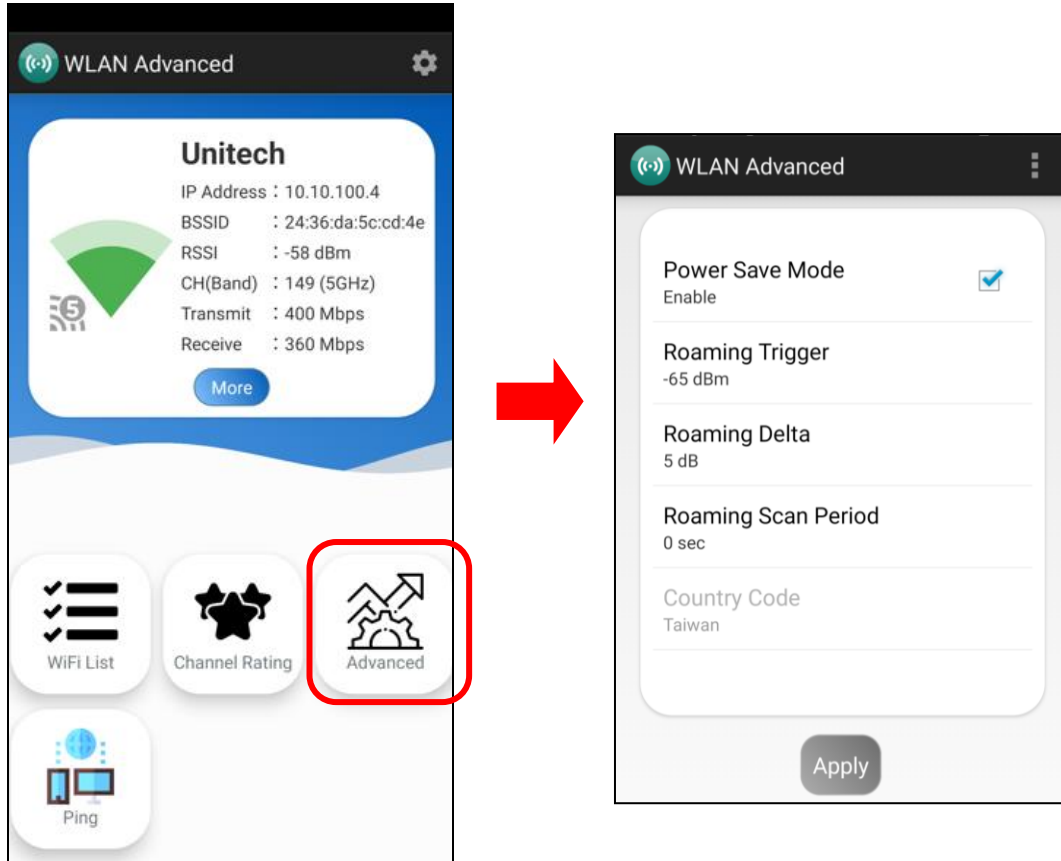 WLAN Advanced
Unitech
IP Address : 10.10.100.4
BSSID : 24:36:da:5c:cd:4e
RSSI : -58 dBm
CH(Band) : 149 (5GHz)
Transmit : 400 Mbps
Receive : 360 Mbps
5
More
WiFi List
Channel Rating
Advanced
Ping
WLAN Advanced
Power Save Mode
Enable
Roaming Trigger
-65 dBm
Roaming Delta
5 dB
Roaming Scan Period
0 sec
Country Code
Taiwan
Apply